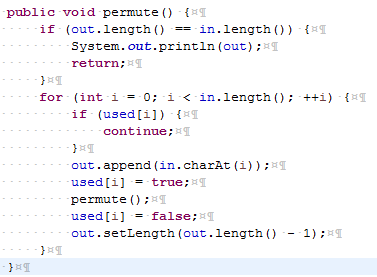 public void permute() {¤¶
····if (out.length() == in.length()) {¤¶
········System.out.println(out);¤¶
········return;¤¶
····}¤¶
····for (int i = 0; i < in.length(); ++i) {¤¶
········if (used[i]) {¤¶
············continue;¤¶
········}¤¶
········out.append(in.charAt(i));¤¶
········used[i] = true;¤¶
········permute();¤¶
········used[i] = false;¤¶
········out.setLength(out.length() - 1);¤¶
····}¤¶
}¤¶